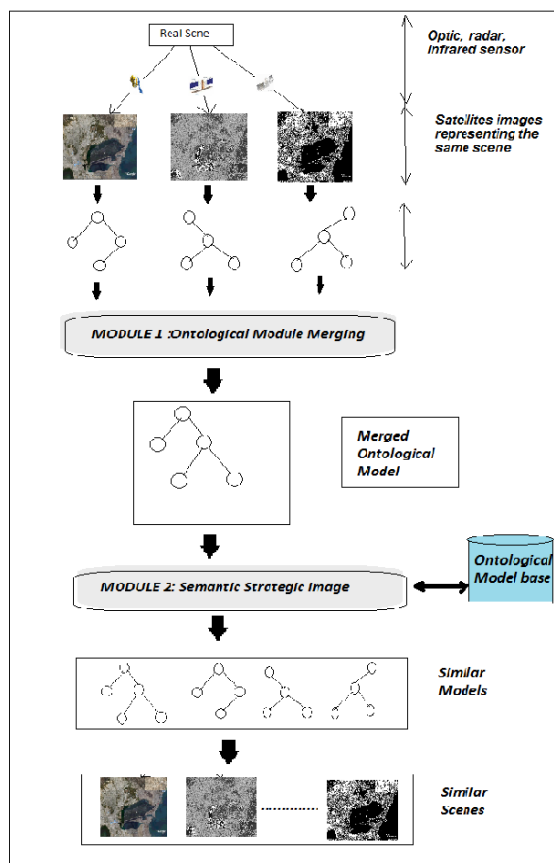 Real Scne
Optic, radar,
infrared sensor
Satellites images
representing the
same scene
MODULE 1 :Ontological Module Merging
Merged
Ontological
Model
MODULE 2: Semantic Strategic Image
Ontological
Model base
Similar
Models
Similar
Scenes